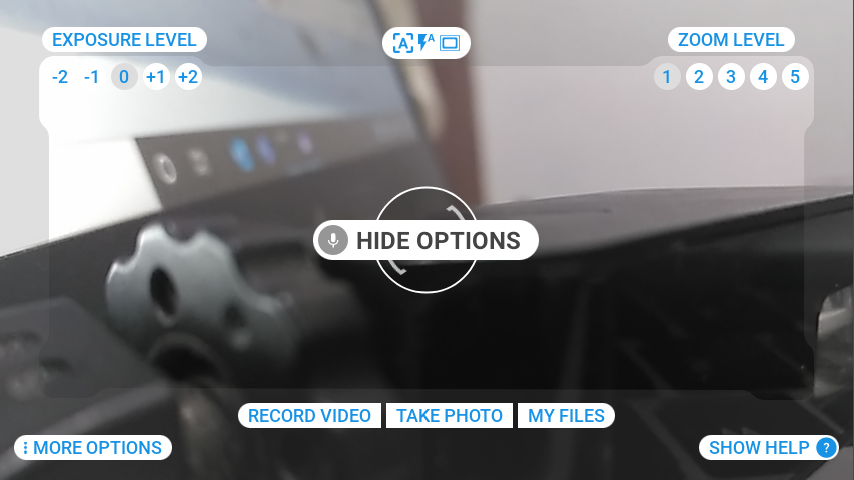 EXPOSURE LEVEL
-2 -1 0 +1 +2
A A
ZOOM LEVEL
1 2 3 4 5
HIDE OPTIONS
RECORD VIDEO TAKE PHOTO MY FILES
MORE OPTIONS
SHOW HELP ?